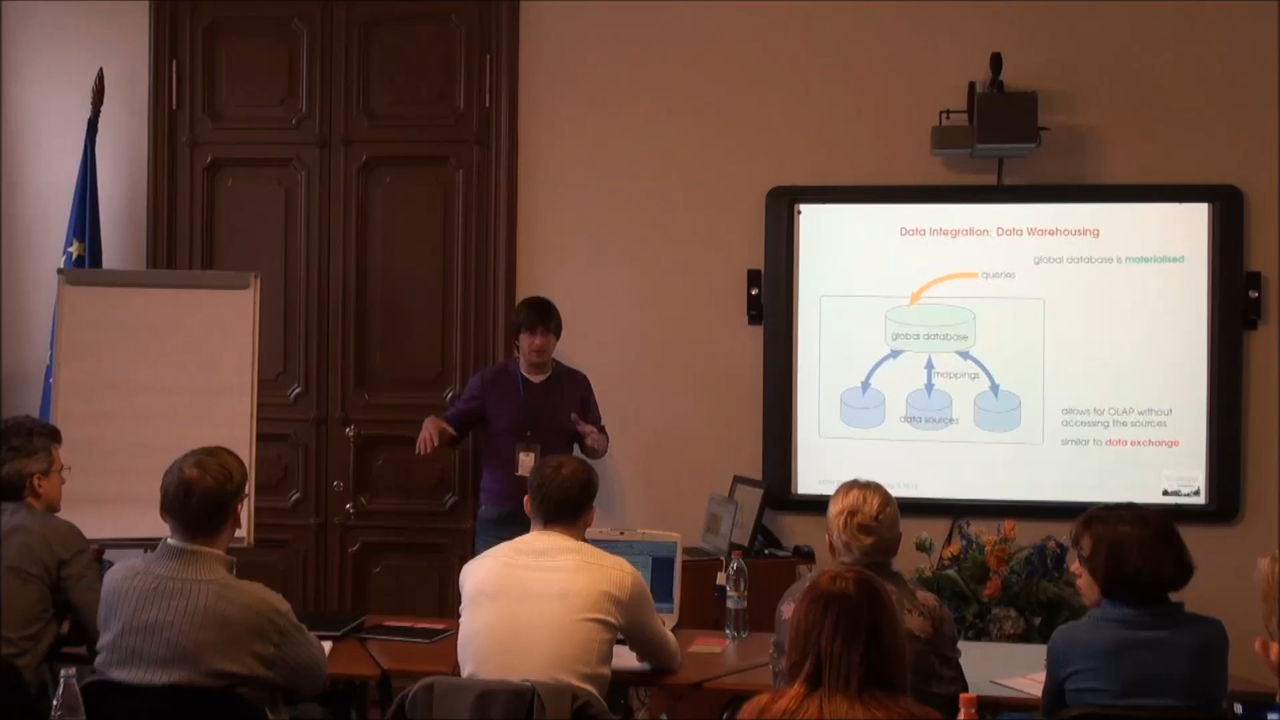 Data Integration: Data Warehousing
global database is materialised
queries
global database
mappings
data sources
allows for OLAP without
accessing the sources
similar to data exchange